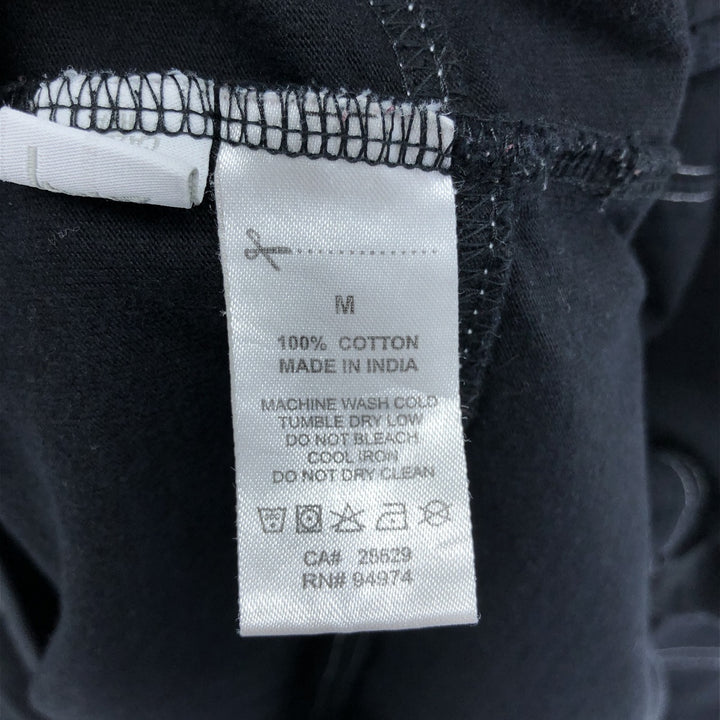 M
100% COTTON
MADE IN INDIA
MACHINE WASH COLD
TUMBLE DRY LOW
DO NOT BLEACH
COOL IRON
DO NOT DRY CLEAN
CA# 25629
RN# 94974